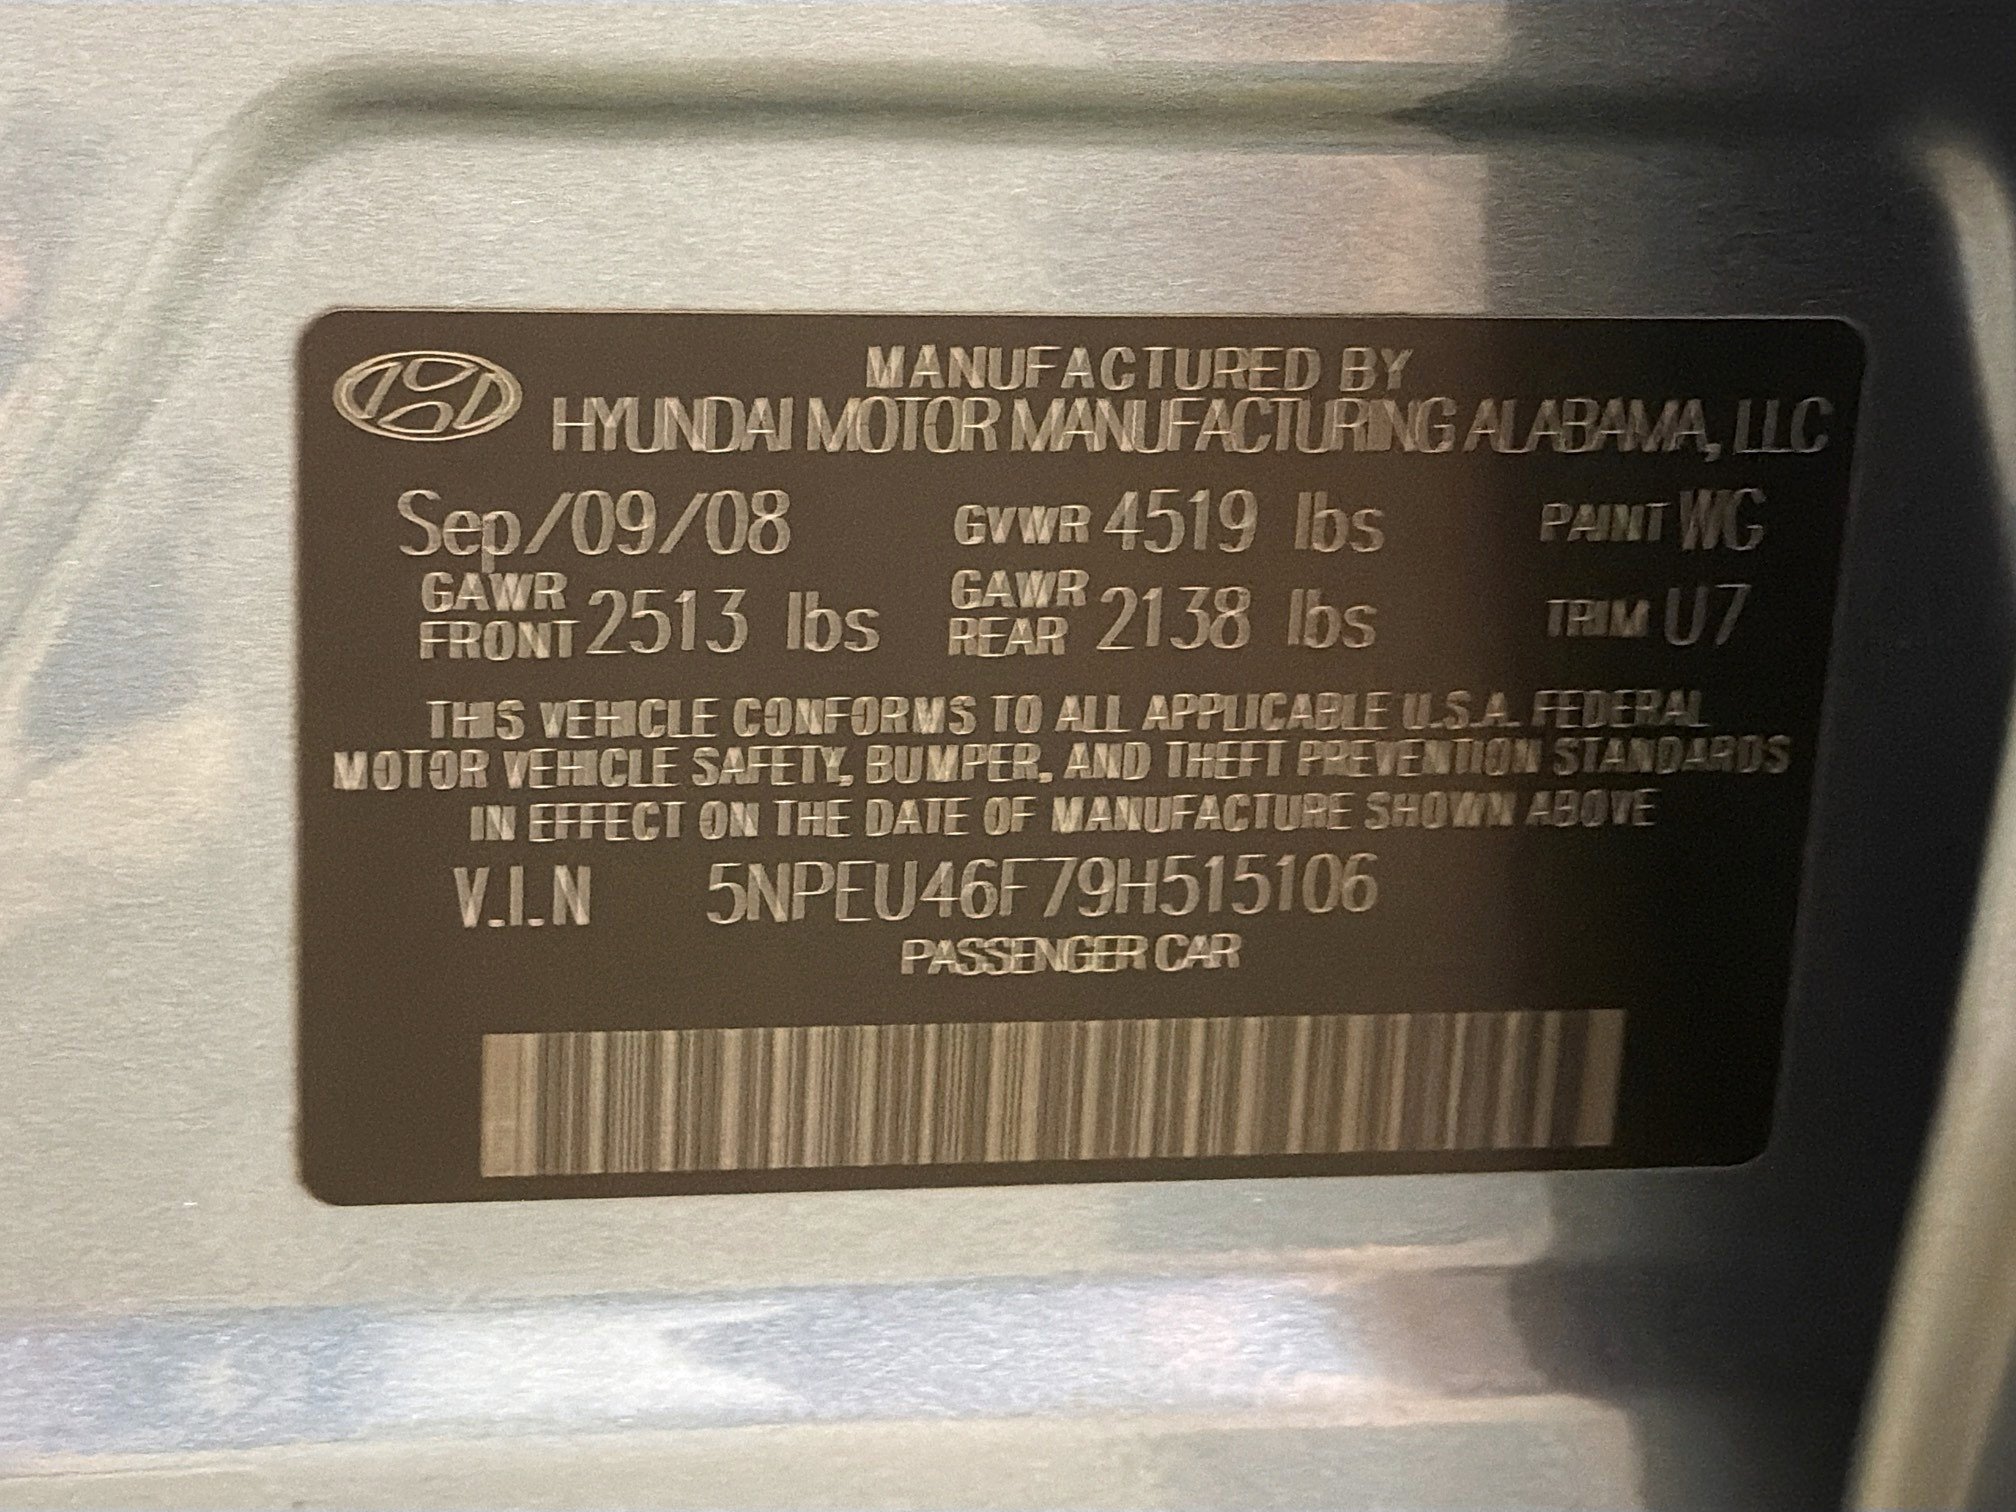 MANUFACTURED BY
HYUNDAI MOTOR MANUFACTURING ALABAMA, LLC
Sep/09/08 GVWR 4519 lbs PAINT WG
GAWR FRONT 2513 lbs GAWR REAR 2138 lbs TRIM U7
THIS VEHICLE CONFORMS TO ALL APPLICABLE U.S.A. FEDERAL
MOTOR VEHICLE SAFETY, BUMPER, AND THEFT PREVENTION STANDARDS
IN EFFECT ON THE DATE OF MANUFACTURE SHOWN ABOVE
V.I.N 5NPEU46F79H515106
PASSENGER CAR